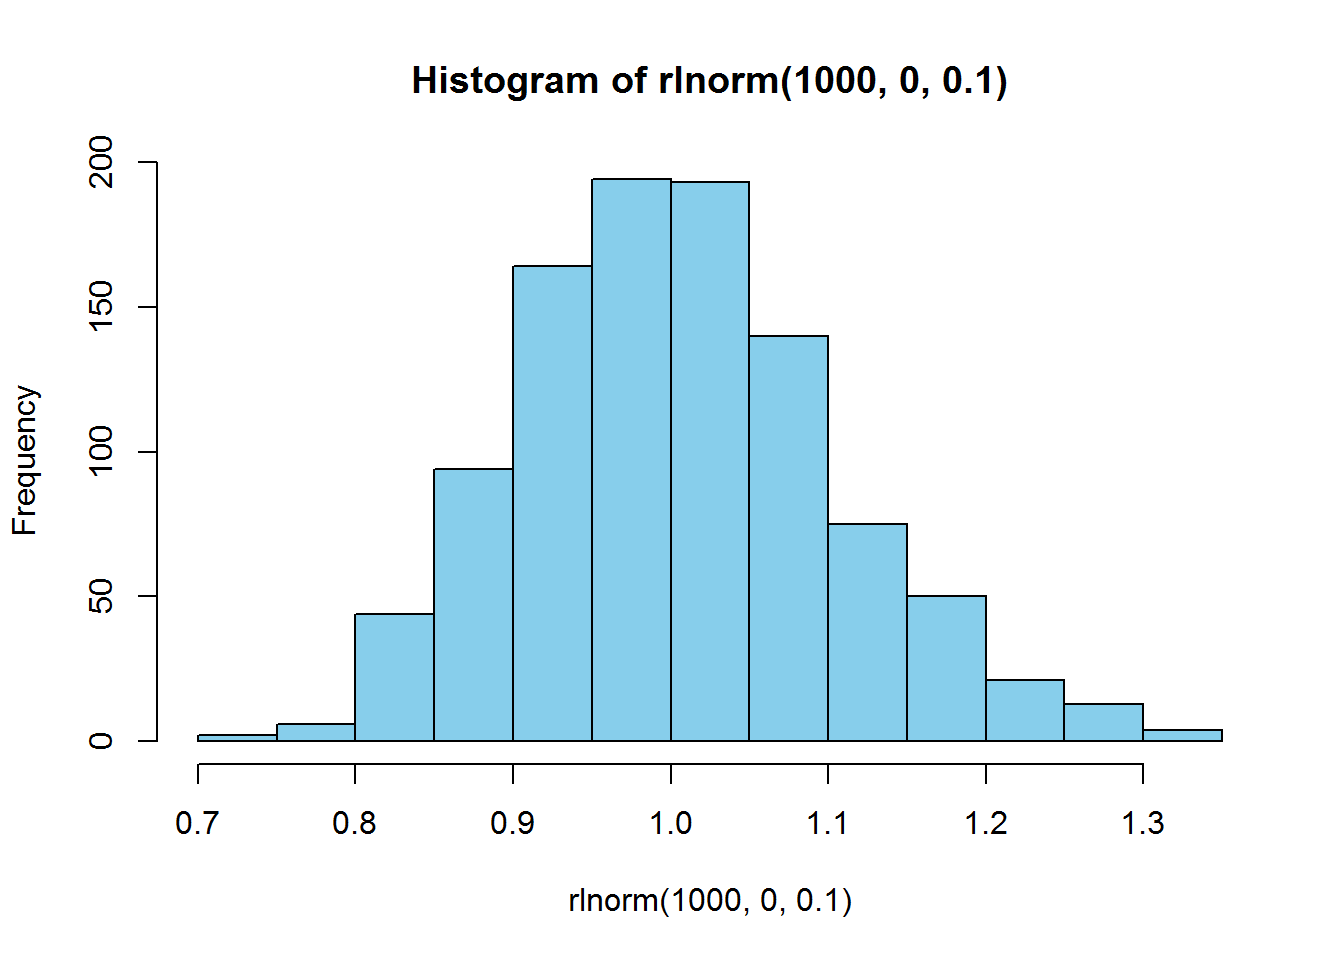 Histogram of rlnorm(1000, 0, 0.1)
Frequency
200
150
100
50
0
0.7 0.8 0.9 1.0 1.1 1.2 1.3
rlnorm(1000, 0, 0.1)